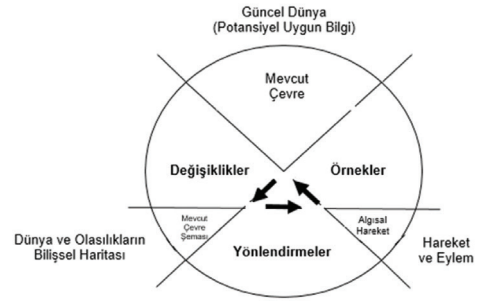 Güncel Dünya
(Potansiyel Uygun Bilgi)
Mevcut
Çevre
Değişiklikler
Örnekler
Mevcut
Çevre
Şeması
Algısal
Hareket
Dünya ve Olasılıkların
Bilişsel Haritası
Yönlendirmeler
Hareket
ve Eylem